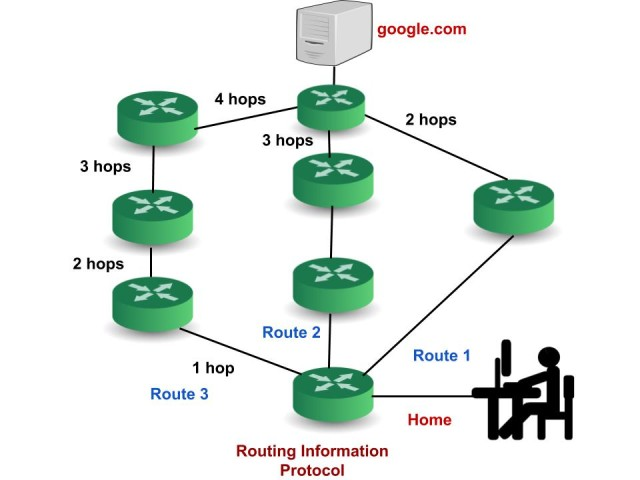 google.com
4 hops
2 hops
3 hops
3 hops
2 hops
Route 2
Route 1
1 hop
Route 3
Home
Routing Information
Protocol